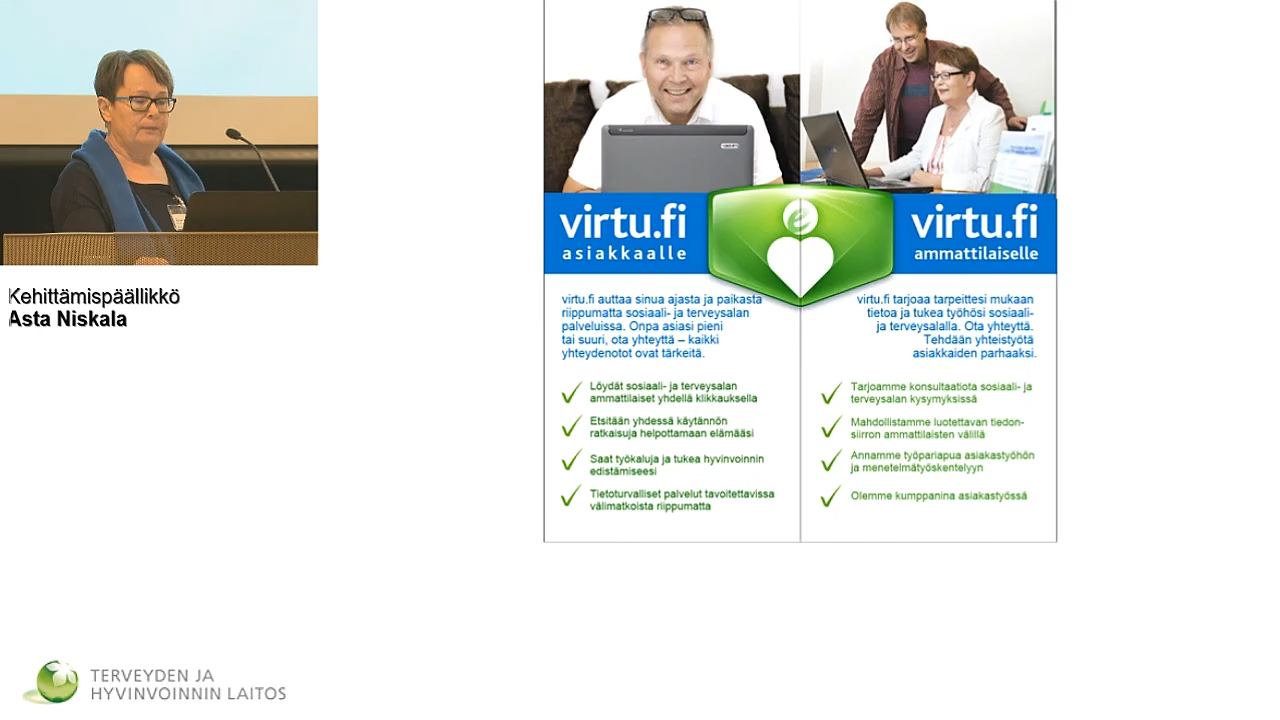 Kehittämispäällikkö
Asta Niskala
virtu.fi
asiakkaalle
virtu.fi auttaa sinua ajasta ja paikasta
riippumatta sosiaali- ja terveysalan
palveluissa. Onpa asiasi pieni
tai suuri, ota yhteyttä – kaikki
yhteydenotot ovat tärkeitä.
Löydät sosiaali- ja terveysalan
ammattilaiset yhdellä klikkauksella
Etsitään yhdessä käytännön
ratkaisuja helpottamaan elämääsi
Saat työkaluja ja tukea hyvinvoinnin
edistämiseesi
Tietoturvalliset palvelut tavoitettavissa
välimatkoista riippumatta
virtu.fi
ammattilaiselle
virtu.fi tarjoaa tarpeittesi mukaan
tietoa ja tukea työhösi sosiaali-
ja terveysalalla. Ota yhteyttä.
Tehdään yhteistyötä
asiakkaiden parhaaksi.
Tarjoamme konsultaatiota sosiaali- ja
terveysalan kysymyksissä
Mahdollistamme luotettavan tiedon-
siirron ammattilaisten välillä
Annamme työpariapua asiakastyöhön
ja menetelmätyöskentelyyn
Olemme kumppanina asiakastyössä
e
TERVEYDEN JA
HYVINVOINNIN LAITOS